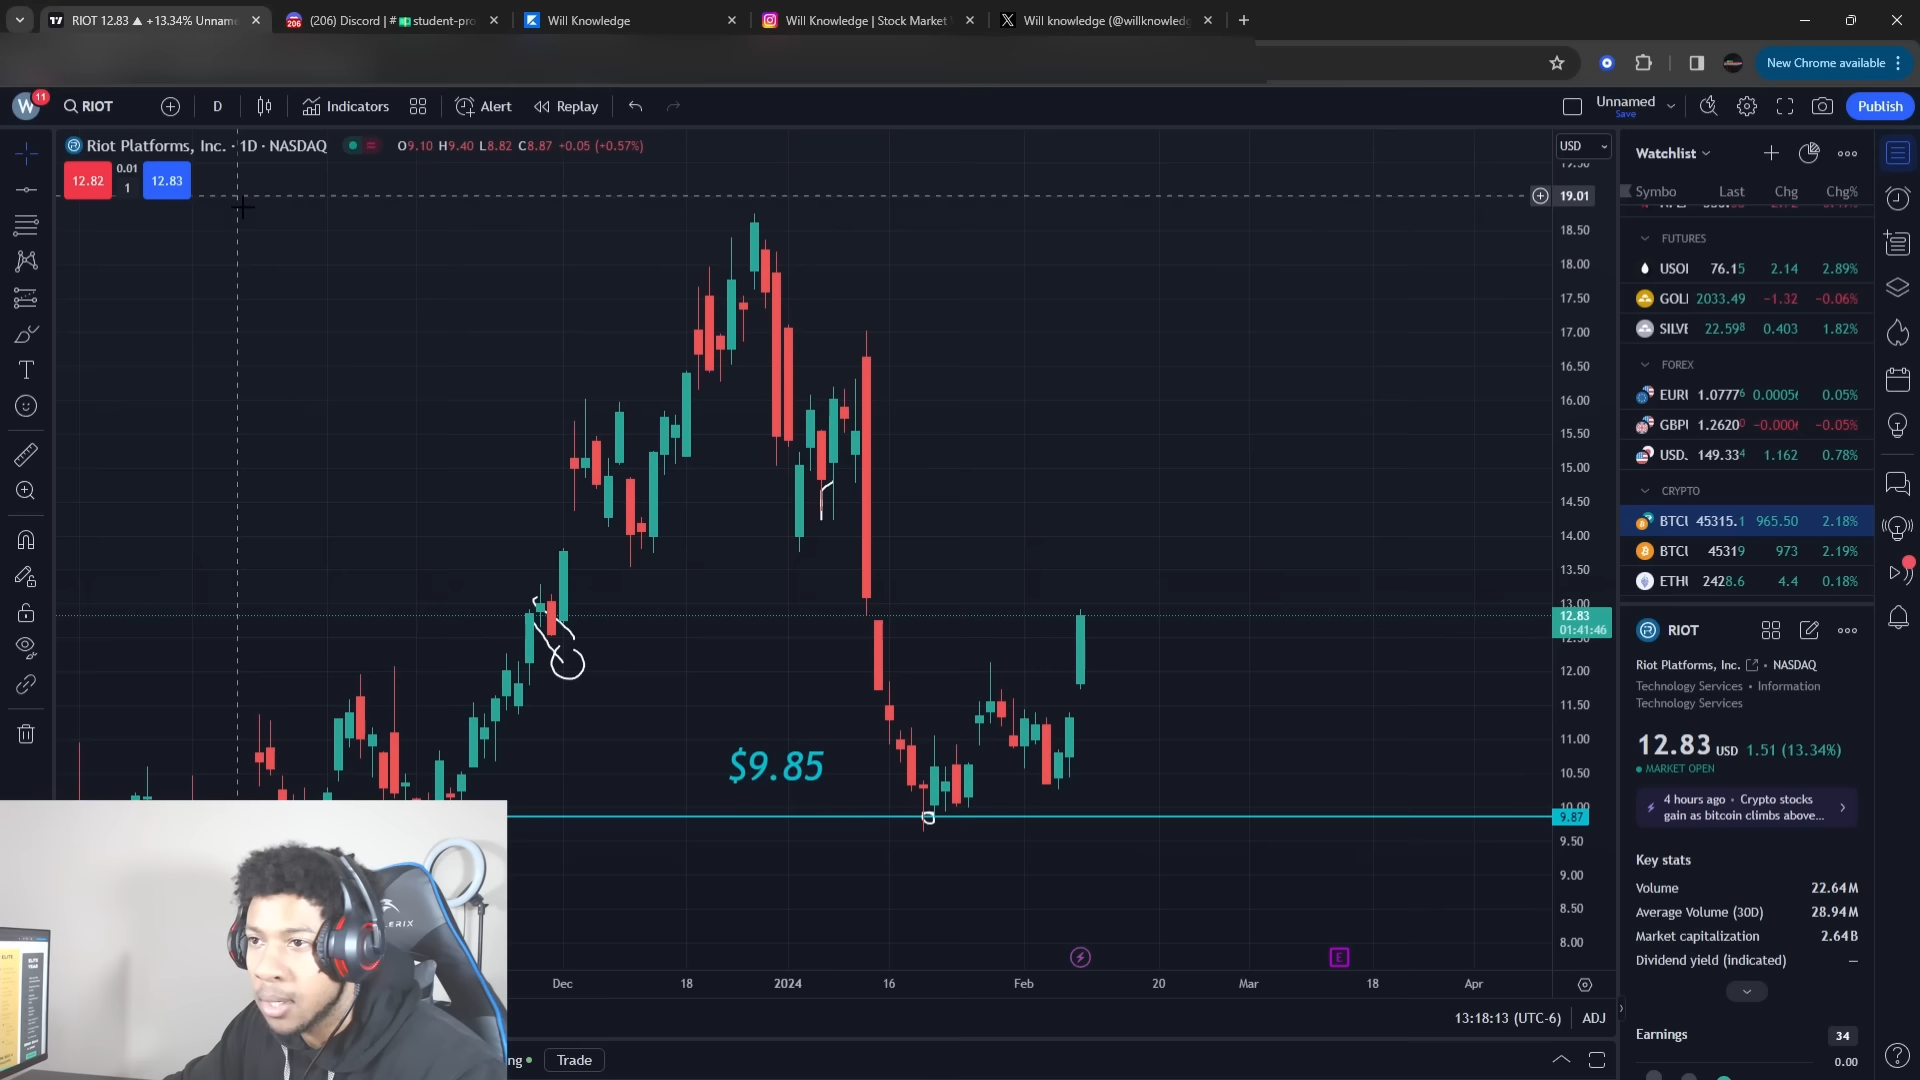 RIOT 12.83 ▲ +13.34% Unnam
(206) Discord | # student-pro
Will Knowledge
Will Knowledge | Stock Market
Will knowledge (@willknowled
New Chrome available
W
11
RIOT
D
Indicators
Alert
Replay
Unnamed
Save
Publish
Riot Platforms, Inc. · 1D · NASDAQ
O9.10 H9.40 L8.82 C8.87 +0.05 (+0.57%)
12.82
0.01
1
12.83
USD
19.01
18.50
18.00
17.50
17.00
16.50
16.00
15.50
15.00
14.50
14.00
13.50
13.00
12.83
01:41:46
12.00
11.50
11.00
10.50
10.00
9.87
9.50
9.00
8.50
8.00
$9.85
Dec
18
2024
16
Feb
20
Mar
18
Apr
E
13:18:13 (UTC-6)
ADJ
Trade
Watchlist
Symbo Last Chg Chg%
FUTURES
USOI 76.15 2.14 2.89%
GOLI 2033.49 −1.32 −0.06%
SILVE 22.598 0.403 1.82%
FOREX
EURI 1.07776 0.0005 0.05%
GBPI 1.26200 −0.000 −0.05%
USD. 149.334 1.162 0.78%
CRYPTO
BTCI 45315.1 965.50 2.18%
BTCI 45319 973 2.19%
ETHI 2428.6 4.4 0.18%
RIOT
Riot Platforms, Inc. • NASDAQ
Technology Services • Information
Technology Services
12.83 USD 1.51 (13.34%)
MARKET OPEN
4 hours ago • Crypto stocks
gain as bitcoin climbs above...
Key stats
Volume 22.64M
Average Volume (30D) 28.94M
Market capitalization 2.64B
Dividend yield (indicated) —
Earnings 34
0.00